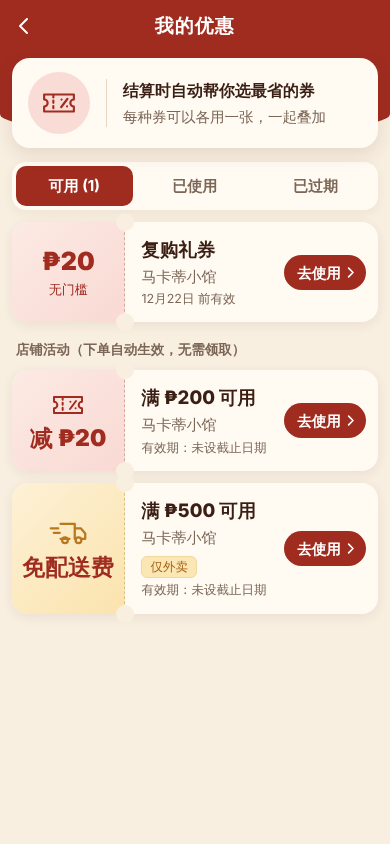 我的优惠
结算时自动帮你选最省的券
每种券可以各用一张，一起叠加
可用 (1)
已使用
已过期
₱20
无门槛
复购礼券
马卡蒂小馆
12月22日 前有效
去使用
店铺活动（下单自动生效，无需领取）
减 ₱20
满 ₱200 可用
马卡蒂小馆
有效期：未设截止日期
去使用
免配送费
满 ₱500 可用
马卡蒂小馆
仅外卖
有效期：未设截止日期
去使用